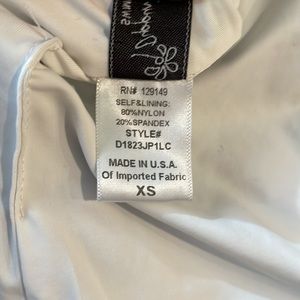 RN# 129149
SELF&LINING:
80%NYLON
20%SPANDEX
STYLE#
D1823JP1LC
MADE IN U.S.A.
Of Imported Fabric
XS